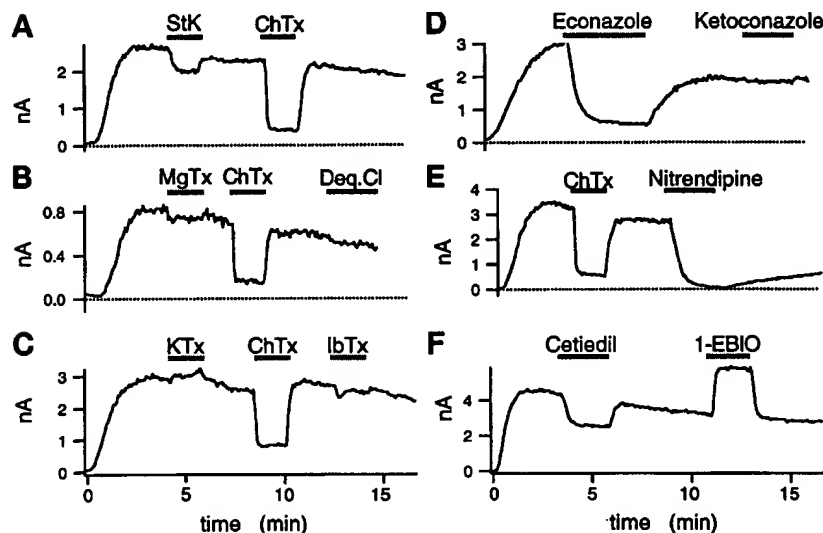 A
StK
ChTx
nA
2
1
0
B
MgTx
ChTx
Deq.Cl
nA
0.8
0.4
0.0
C
KTx
ChTx
IbTx
nA
3
2
1
0
0
5
10
15
time (min)
D
Econazole
Ketoconazole
nA
3
2
1
0
E
ChTx
Nitrendipine
nA
4
3
2
1
0
F
Cetiedil
1-EBIO
nA
4
2
0
0
5
10
15
time (min)